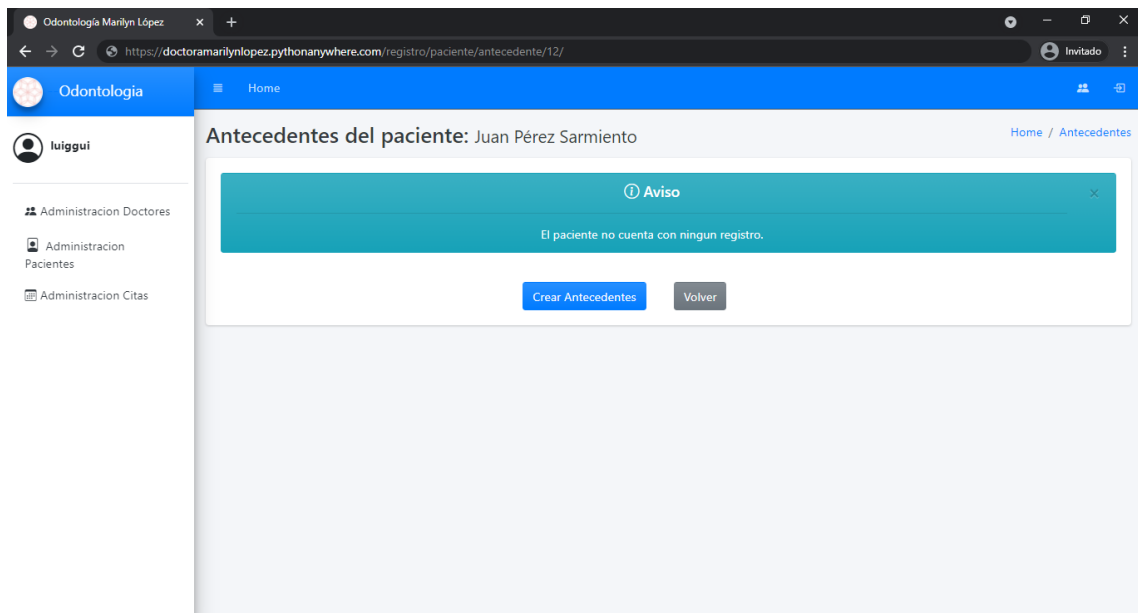 Odontología Marilyn López
https://doctoramarilynlopez.pythonanywhere.com/registro/paciente/antecedente/12/
Invitado
Odontologia
Home
luiggui
Administracion Doctores
Administracion
Pacientes
Administracion Citas
Antecedentes del paciente: Juan Pérez Sarmiento
Home / Antecedentes
Aviso
El paciente no cuenta con ningun registro.
Crear Antecedentes
Volver